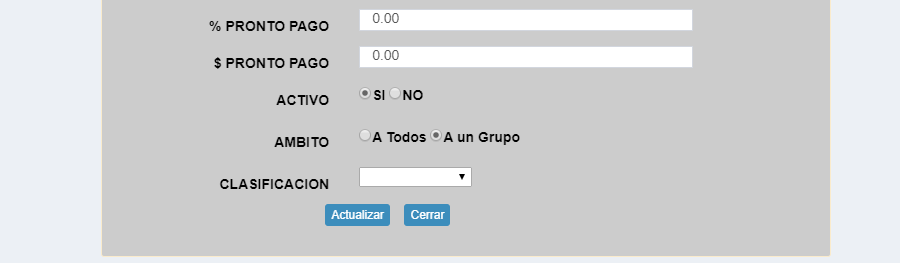 % PRONTO PAGO 0.00
$ PRONTO PAGO 0.00
ACTIVO SI NO
AMBITO A Todos A un Grupo
CLASIFICACION
Actualizar Cerrar